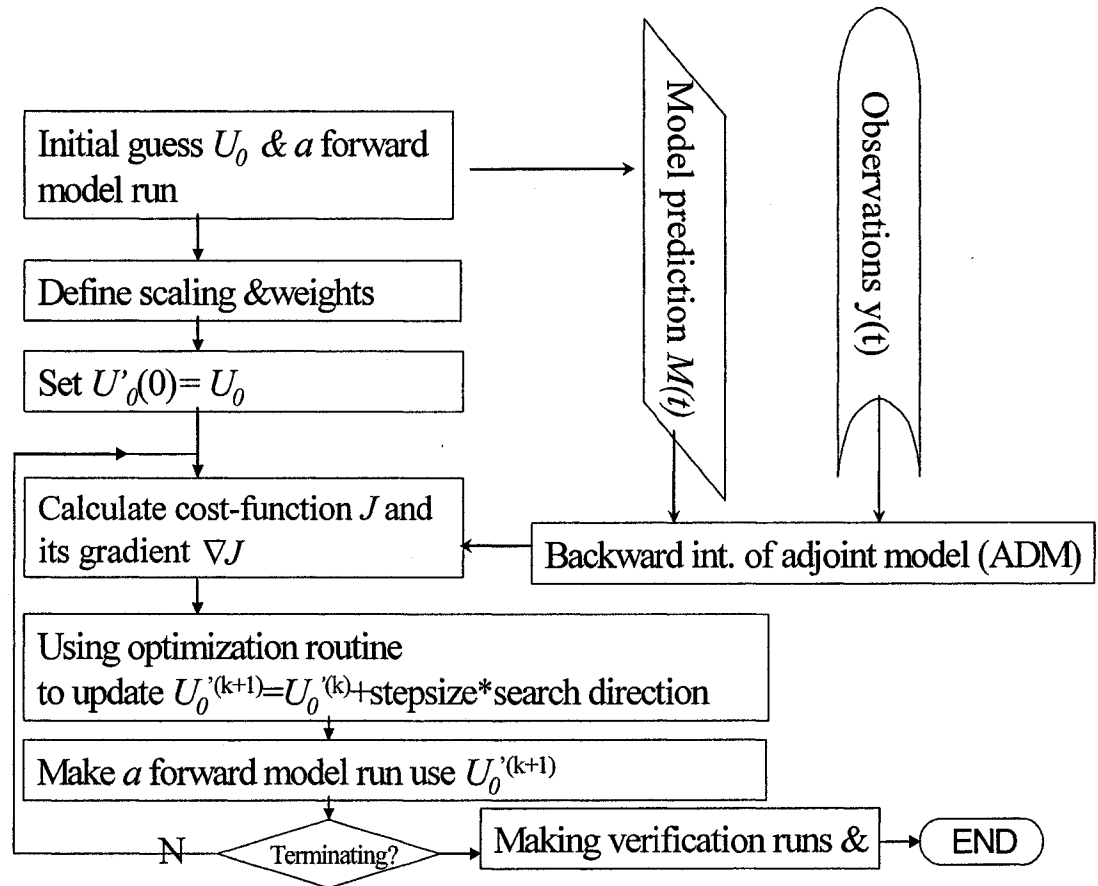 Initial guess U₀ & a forward
model run
Define scaling &weights
Set U'₀(0)= U₀
Calculate cost-function J and
its gradient ∇J
Using optimization routine
to update U₀'⁽ᵏ⁺¹⁾=U₀'⁽ᵏ⁾+stepsize*search direction
Make a forward model run use U₀'⁽ᵏ⁺¹⁾
Terminating?
N
Making verification runs &
END
Model prediction M(t)
Observations y(t)
Backward int. of adjoint model (ADM)